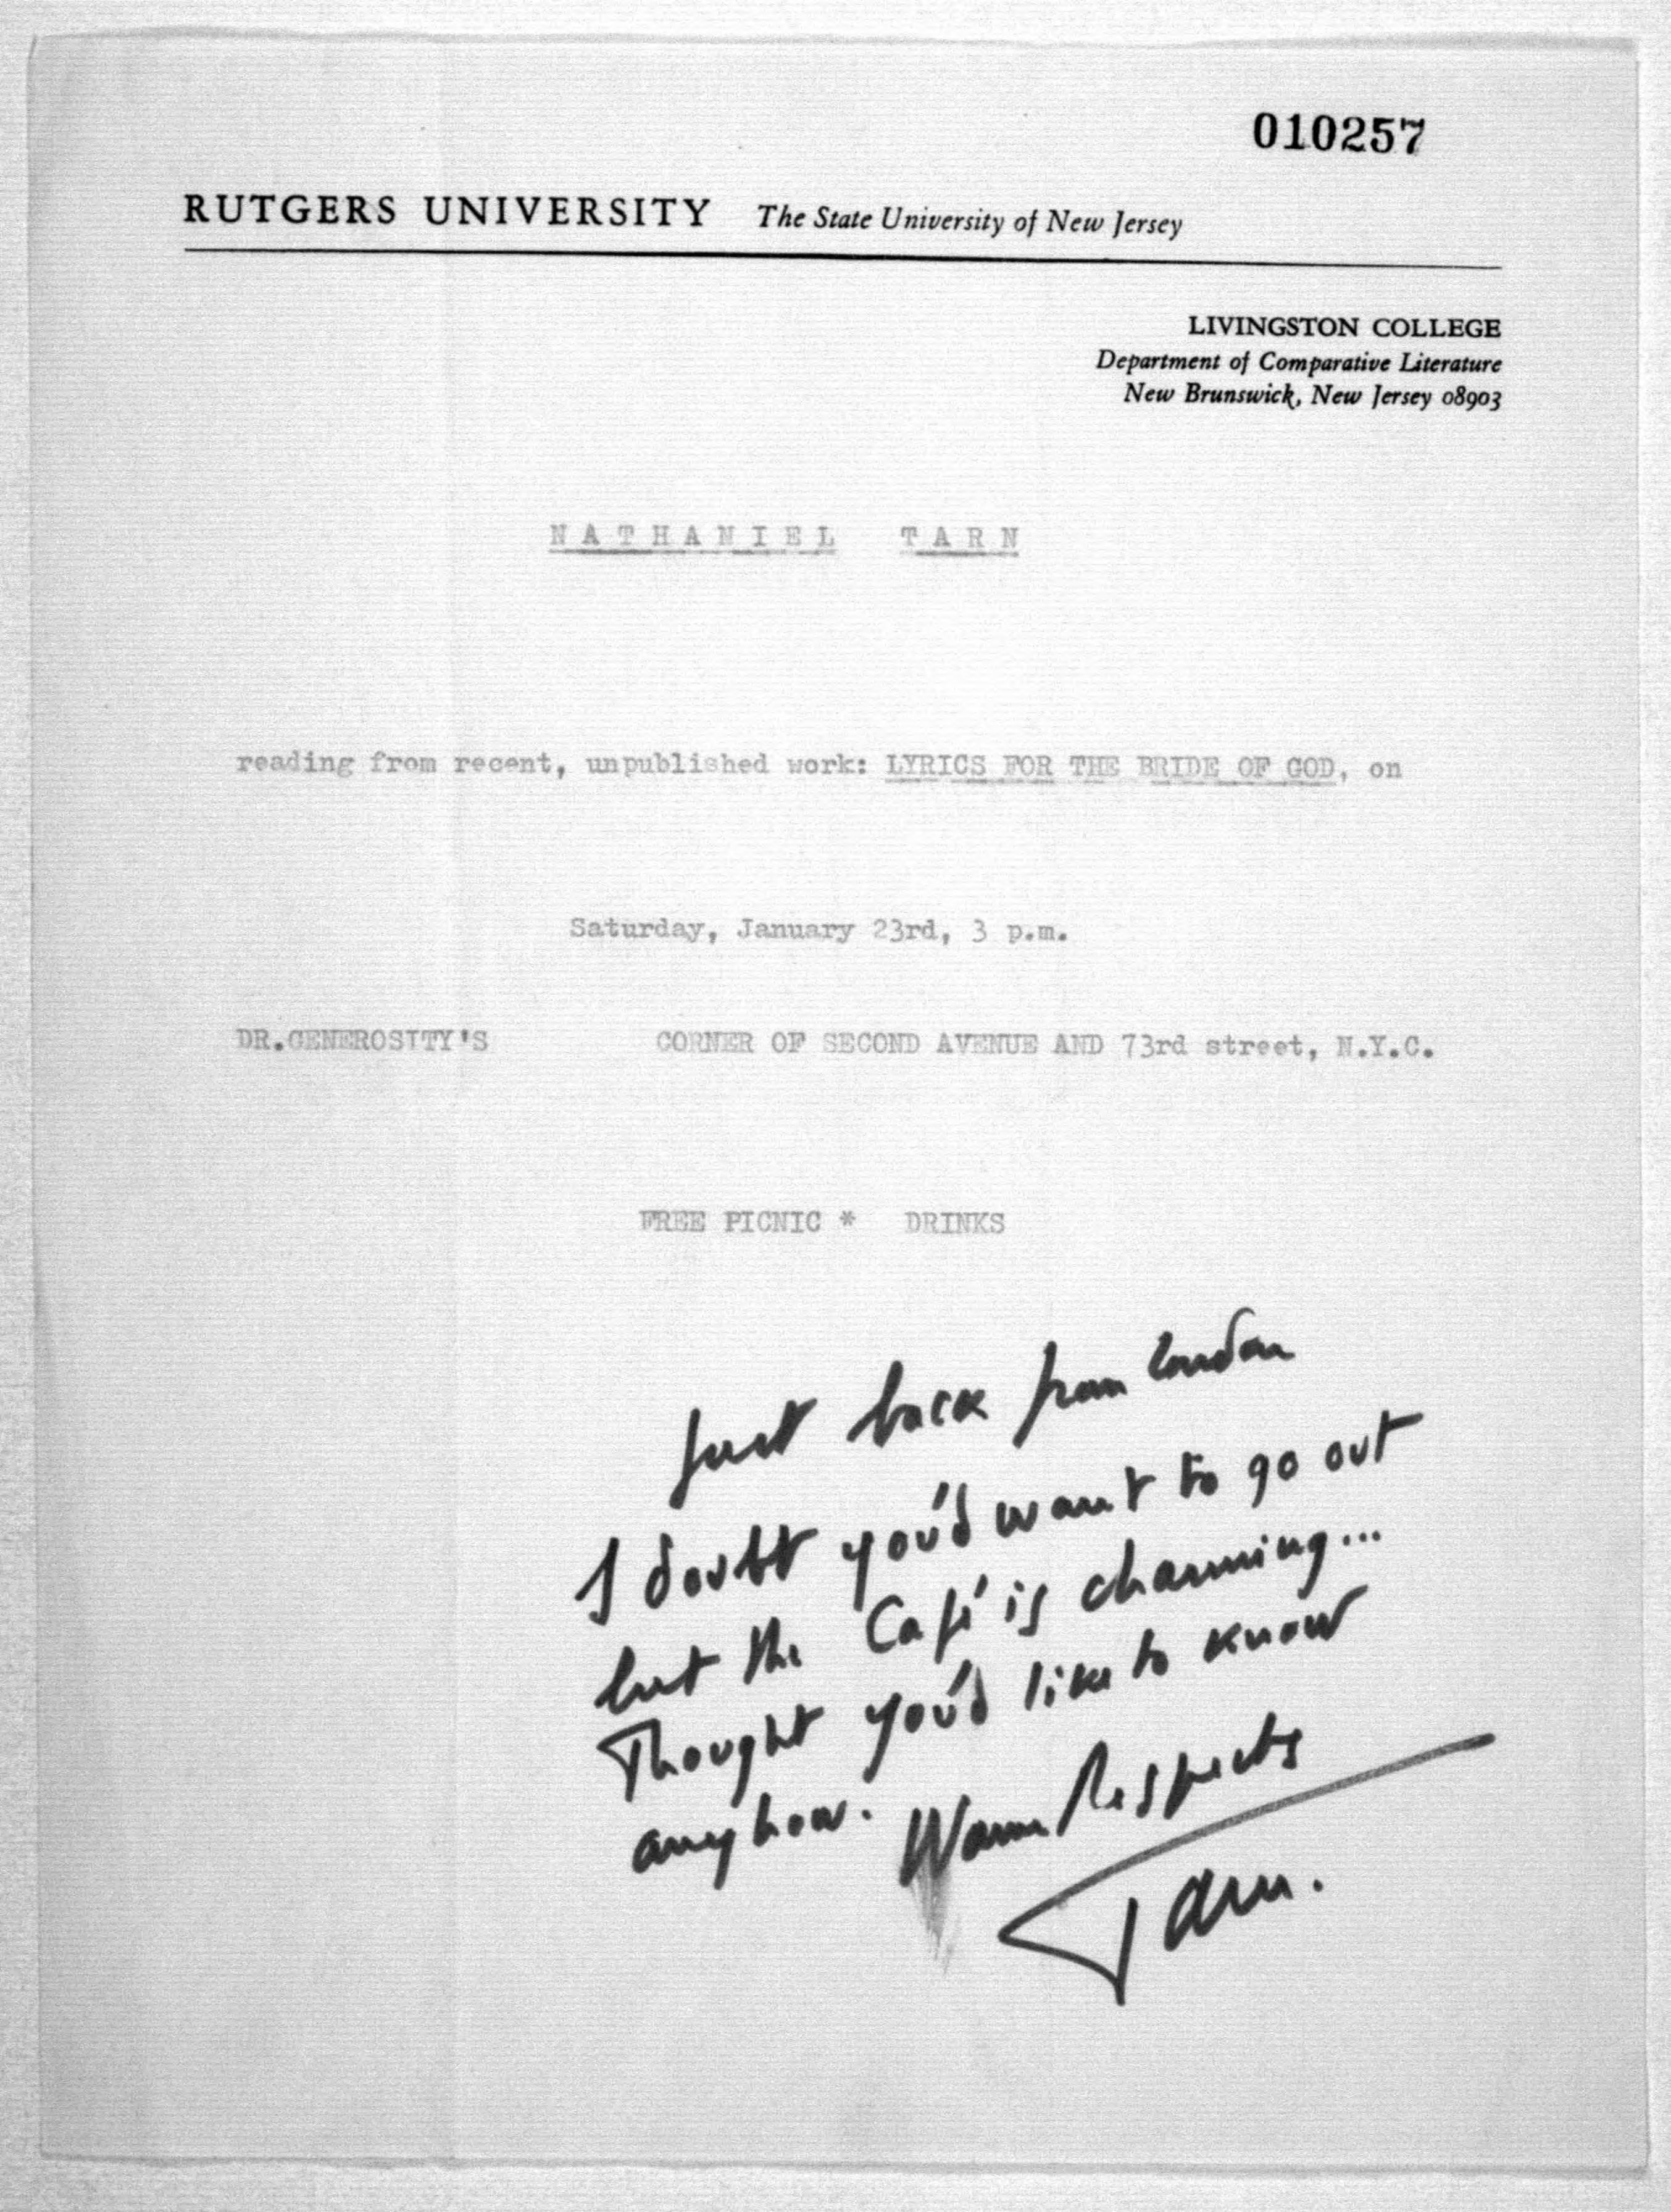 010257
RUTGERS UNIVERSITY The State University of New Jersey
LIVINGSTON COLLEGE
Department of Comparative Literature
New Brunswick, New Jersey 08903
NATHANIEL TARN
reading from recent, unpublished work: LYRICS FOR THE BRIDE OF GOD, on
Saturday, January 23rd, 3 p.m.
DR.GENEROSITY'S CORNER OF SECOND AVENUE AND 73rd street, N.Y.C.
FREE PICNIC * DRINKS
Just back from London
I doubt you'd want to go out
but the Café is charming...
Thought you'd like to know
anyhow. Warm Respects
Tarn.